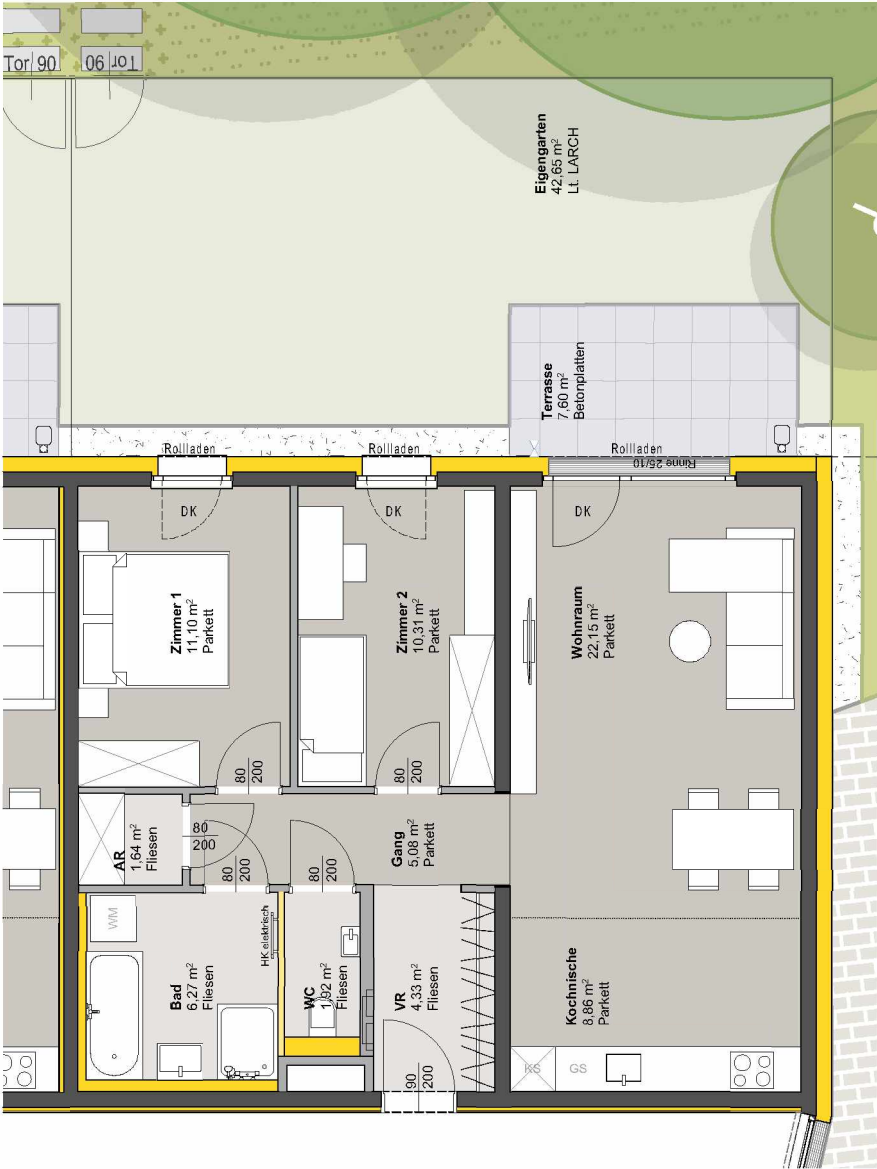 Tor 90
90 Tor
Eigengarten
42,65 m²
Lt. LARCH
Terrasse
7,60 m²
Betonplatten
Rollladen
Rollladen
Rollladen
Rinne 25/10
DK
DK
DK
Zimmer 1
11,10 m²
Parkett
Zimmer 2
10,31 m²
Parkett
Wohnraum
22,15 m²
Parkett
80
200
80
200
AR
1,64 m²
Fliesen
80
200
80
200
80
200
Gang
5,08 m²
Parkett
WM
HK elektrisch
Bad
6,27 m²
Fliesen
WC
1,92 m²
Fliesen
VR
4,33 m²
Fliesen
90
200
Kochnische
8,86 m²
Parkett
KS
GS